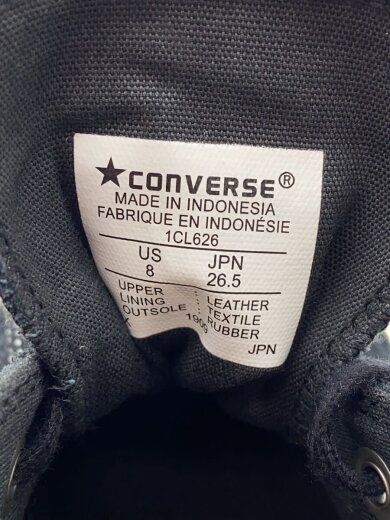 ★CONVERSE®
MADE IN INDONESIA
FABRIQUE EN INDONÉSIE
1CL626
US JPN
8 26.5
UPPER : LEATHER
LINING : TEXTILE
OUTSOLE : RUBBER
JPN